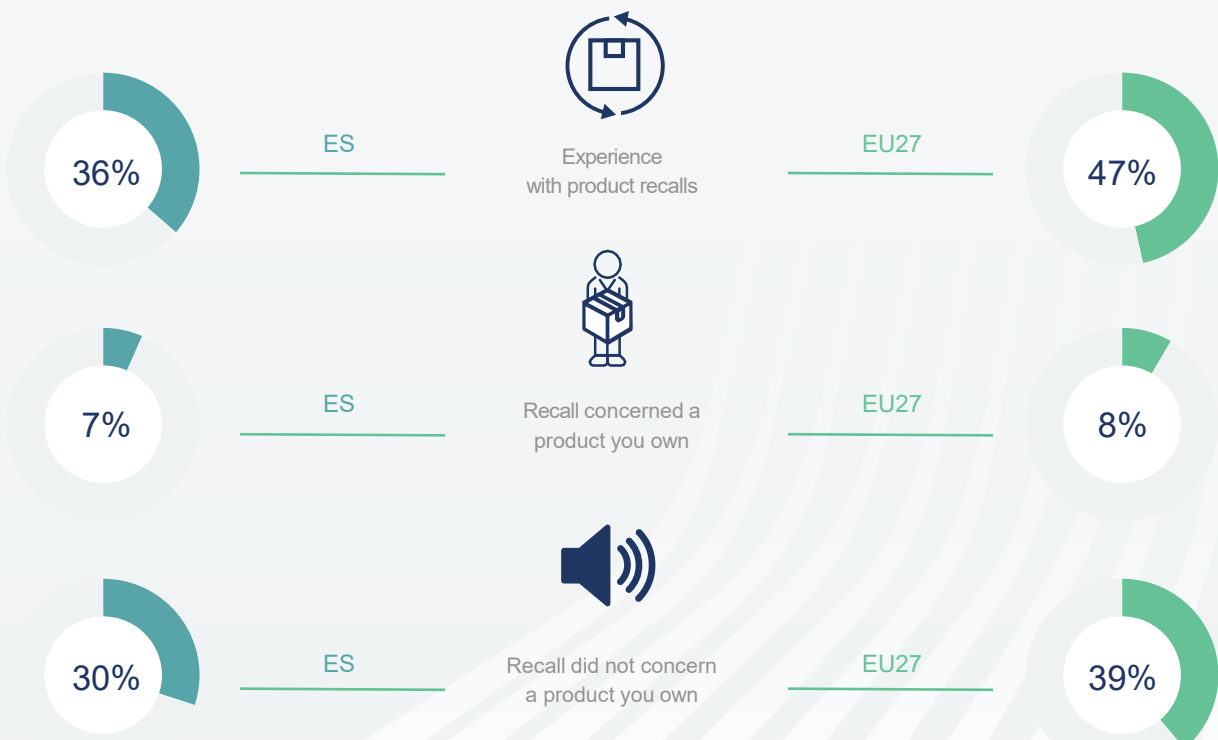 36%
ES
Experience
with product recalls
EU27
47%
7%
ES
Recall concerned a
product you own
EU27
8%
30%
ES
Recall did not concern
a product you own
EU27
39%